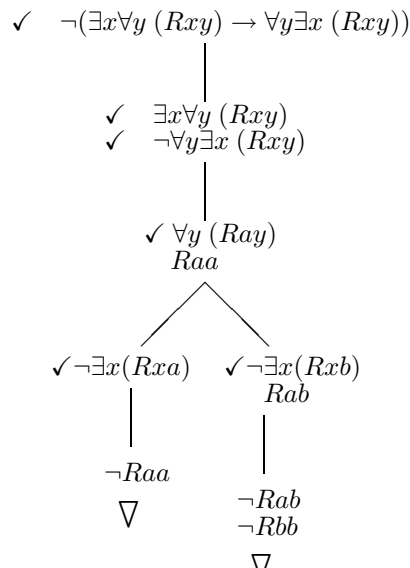 ✓ ¬(∃x∀y (Rxy) → ∀y∃x (Rxy))
✓ ∃x∀y (Rxy)
✓ ¬∀y∃x (Rxy)
✓ ∀y (Ray)
Raa
✓¬∃x(Rxa) ✓¬∃x(Rxb)
Rab
¬Raa
∇
¬Rab
¬Rbb
∇